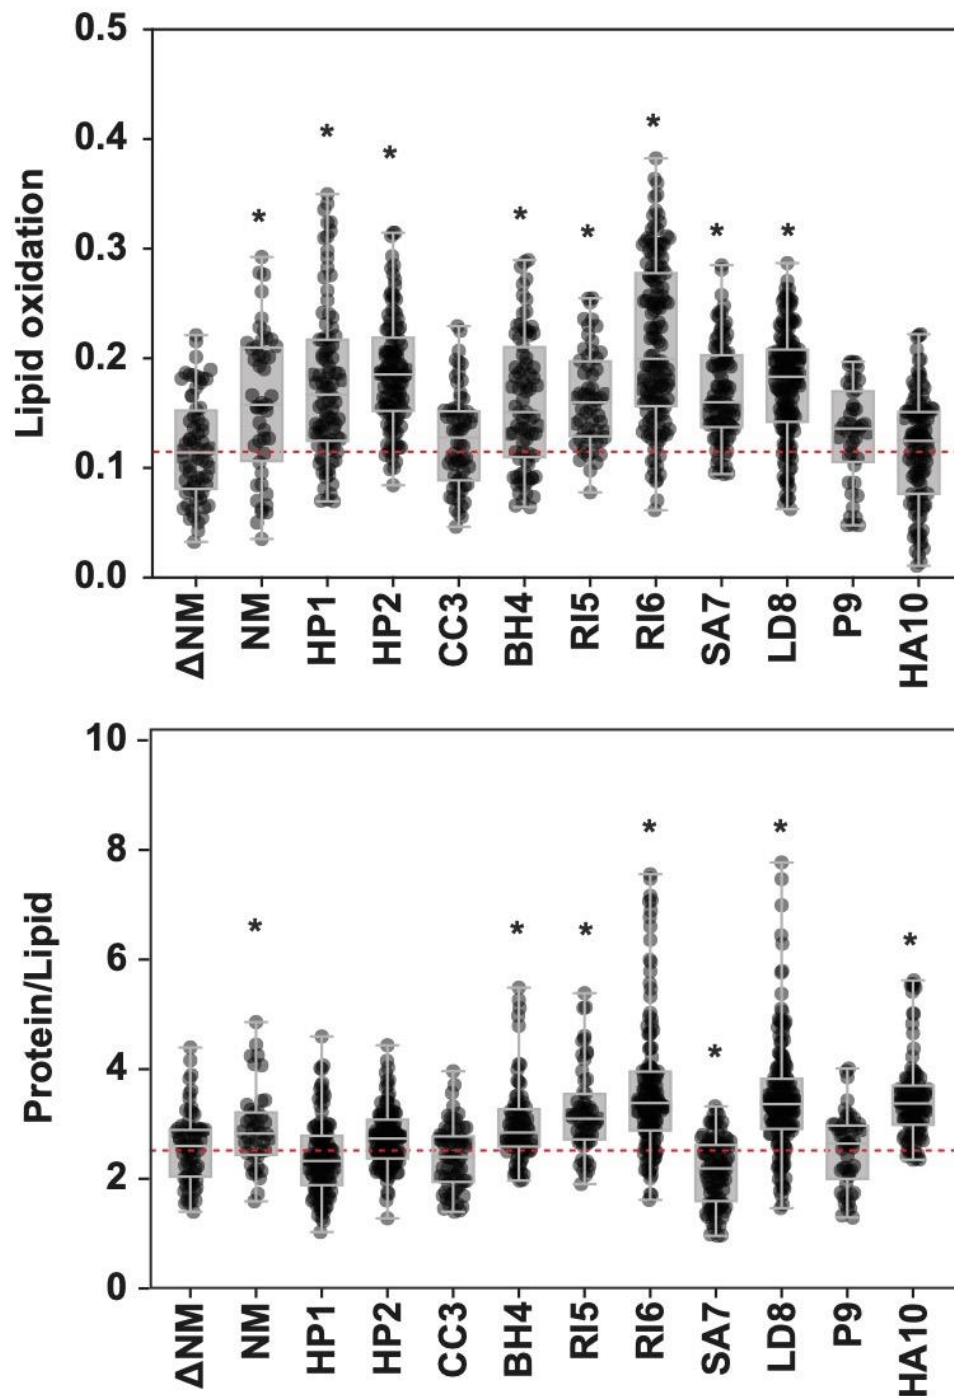 Lipid oxidation
0.5
0.4
0.3
0.2
0.1
0.0
* * * * * * * *
ΔNM NM HP1 HP2 CC3 BH4 RI5 RI6 SA7 LD8 P9 HA10
Protein/Lipid
10
8
6
4
2
0
* * * * * * *
ΔNM NM HP1 HP2 CC3 BH4 RI5 RI6 SA7 LD8 P9 HA10